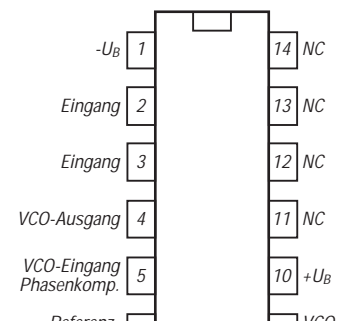 -UB 1 14 NC
Eingang 2 13 NC
Eingang 3 12 NC
VCO-Ausgang 4 11 NC
VCO-Eingang
Phasenkomp. 5 10 +UB